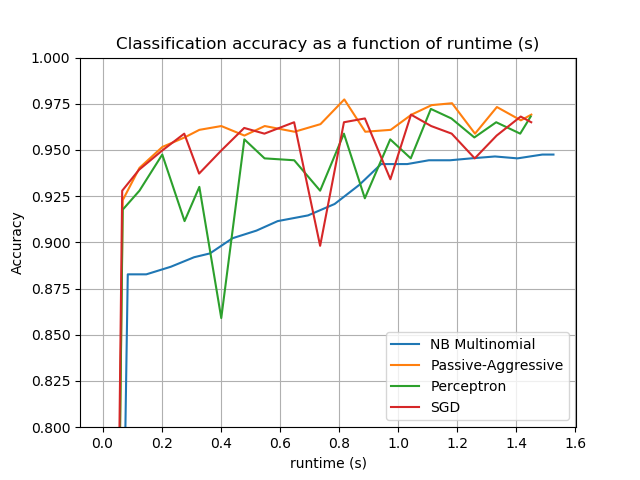 Classification accuracy as a function of runtime (s)
1.000
0.975
0.950
0.925
0.900
0.875
0.850
0.825
0.800
Accuracy
NB Multinomial
Passive-Aggressive
Perceptron
SGD
0.0 0.2 0.4 0.6 0.8 1.0 1.2 1.4 1.6
runtime (s)